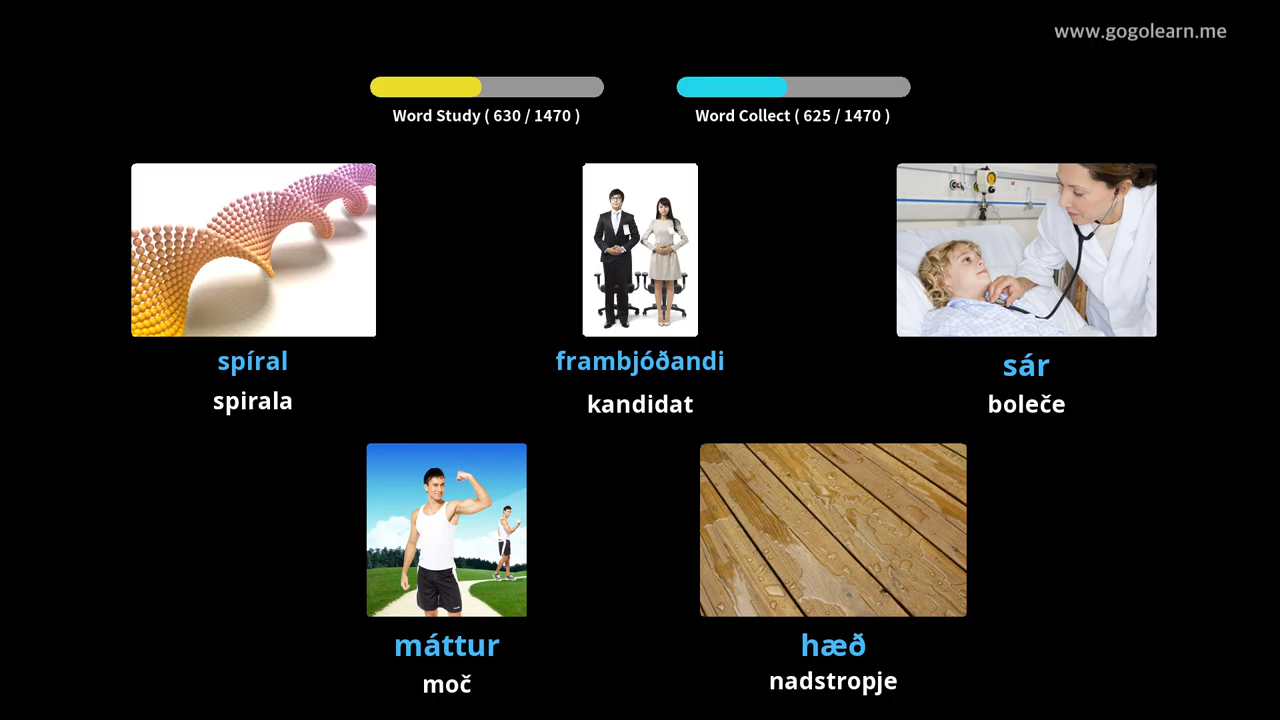 www.gogolearn.me
Word Study ( 630 / 1470 )
Word Collect ( 625 / 1470 )
spíral
spirala
frambjóðandi
kandidat
sár
boleče
máttur
moč
hæð
nadstropje